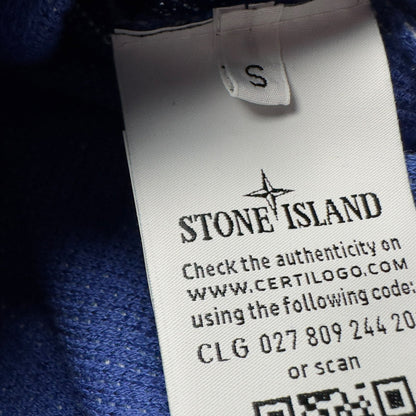 S
STONE ISLAND
Check the authenticity on
WWW.CERTILOGO.COM
using the following code:
CLG 027 809 244 20
or scan